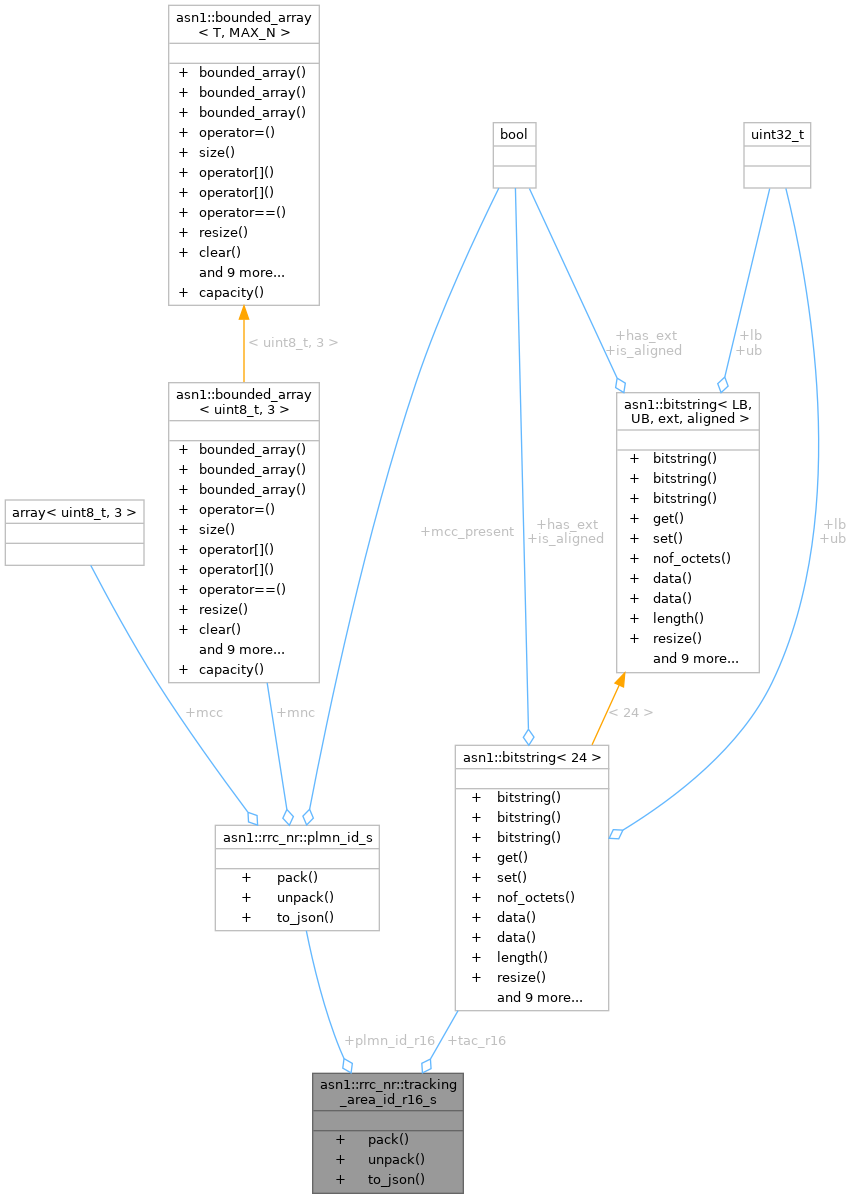 asn1::bounded_array
< T, MAX_N >
+ bounded_array()
+ bounded_array()
+ bounded_array()
+ operator=()
+ size()
+ operator[]()
+ operator[]()
+ operator==()
+ resize()
+ clear()
and 9 more...
+ capacity()
bool
uint32_t
< uint8_t, 3 >
+has_ext
+is_aligned
+lb
+ub
asn1::bounded_array
< uint8_t, 3 >
+ bounded_array()
+ bounded_array()
+ bounded_array()
+ operator=()
+ size()
+ operator[]()
+ operator[]()
+ operator==()
+ resize()
+ clear()
and 9 more...
+ capacity()
asn1::bitstring< LB,
UB, ext, aligned >
+ bitstring()
+ bitstring()
+ bitstring()
+ get()
+ set()
+ nof_octets()
+ data()
+ data()
+ length()
+ resize()
and 9 more...
array< uint8_t, 3 >
+mcc_present
+has_ext
+is_aligned
+lb
+ub
+mcc
+mnc
< 24 >
asn1::bitstring< 24 >
+ bitstring()
+ bitstring()
+ bitstring()
+ get()
+ set()
+ nof_octets()
+ data()
+ data()
+ length()
+ resize()
and 9 more...
asn1::rrc_nr::plmn_id_s
+ pack()
+ unpack()
+ to_json()
+plmn_id_r16
+tac_r16
asn1::rrc_nr::tracking
_area_id_r16_s
+ pack()
+ unpack()
+ to_json()